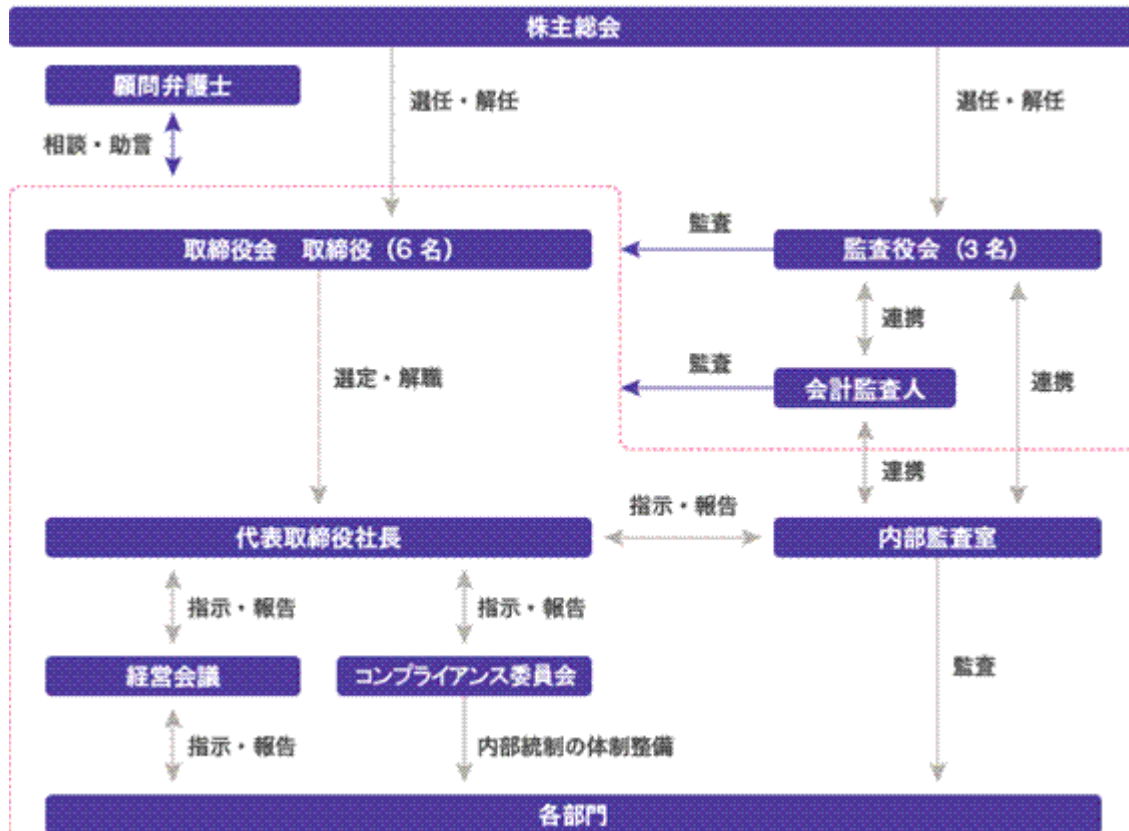 株主総会
顧問弁護士
選任・解任
選任・解任
相談・助言
取締役会　取締役（6 名）
監査
監査役会（3 名）
連携
選定・解職
監査
会計監査人
連携
連携
指示・報告
代表取締役社長
内部監査室
指示・報告
指示・報告
経営会議
コンプライアンス委員会
監査
指示・報告
内部統制の体制整備
各部門